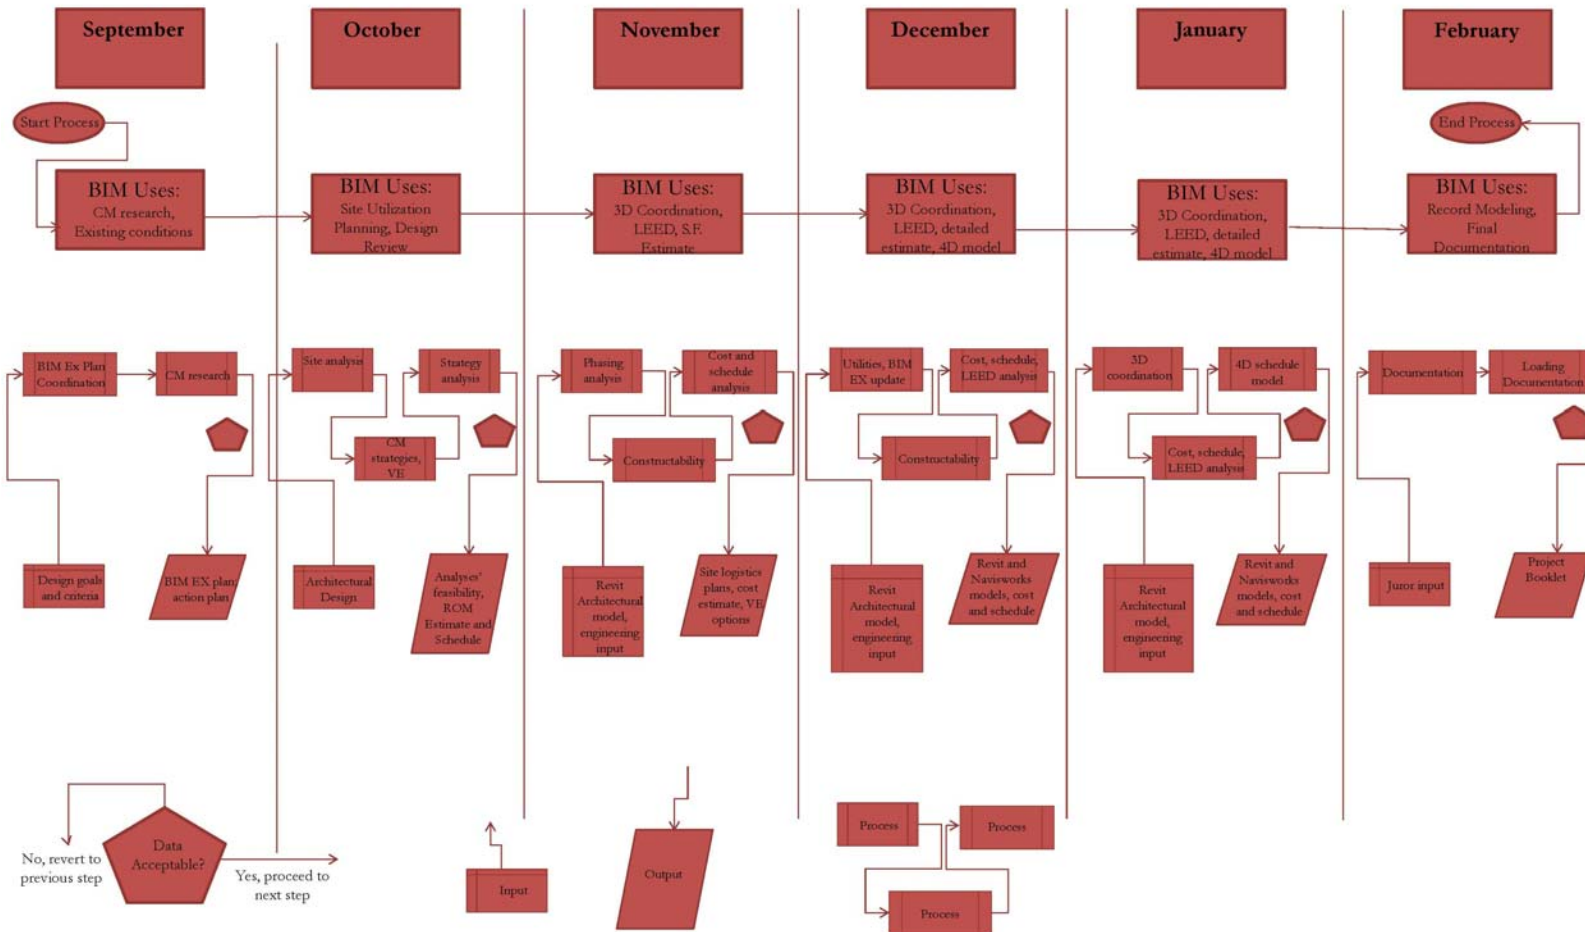 September
October
November
December
January
February
Start Process
End Process
BIM Uses:
CM research,
Existing conditions
BIM Uses:
Site Utilization
Planning, Design
Review
BIM Uses:
3D Coordination,
LEED, S.F.
Estimate
BIM Uses:
3D Coordination,
LEED, detailed
estimate, 4D model
BIM Uses:
3D Coordination,
LEED, detailed
estimate, 4D model
BIM Uses:
Record Modeling,
Final
Documentation
BIM Ex Plan
Coordination
CM research
Site analysis
Strategy
analysis
CM
strategies,
VE
Phasing
analysis
Cost and
schedule analysis
Constructability
Utilities, BIM
EX update
Cost, schedule,
LEED analysis
Constructability
3D
coordination
4D schedule
model
Cost, schedule,
LEED analysis
Documentation
Loading
Documentation
Design goals
and criteria
BIM EX plan;
action plan
Architectural
Design
Analyses'
feasibility,
ROM
Estimate and
Schedule
Revit
Architectural
model,
engineering
input
Site logistics
plans, cost
estimate, VE
options
Revit
Architectural
model,
engineering
input
Revit and
Navisworks
models, cost
and schedule
Revit
Architectural
model,
engineering
input
Revit and
Navisworks
models, cost
and schedule
Juror input
Project
Booklet
Data
Acceptable?
No, revert to
previous step
Yes, proceed to
next step
Input
Output
Process
Process
Process